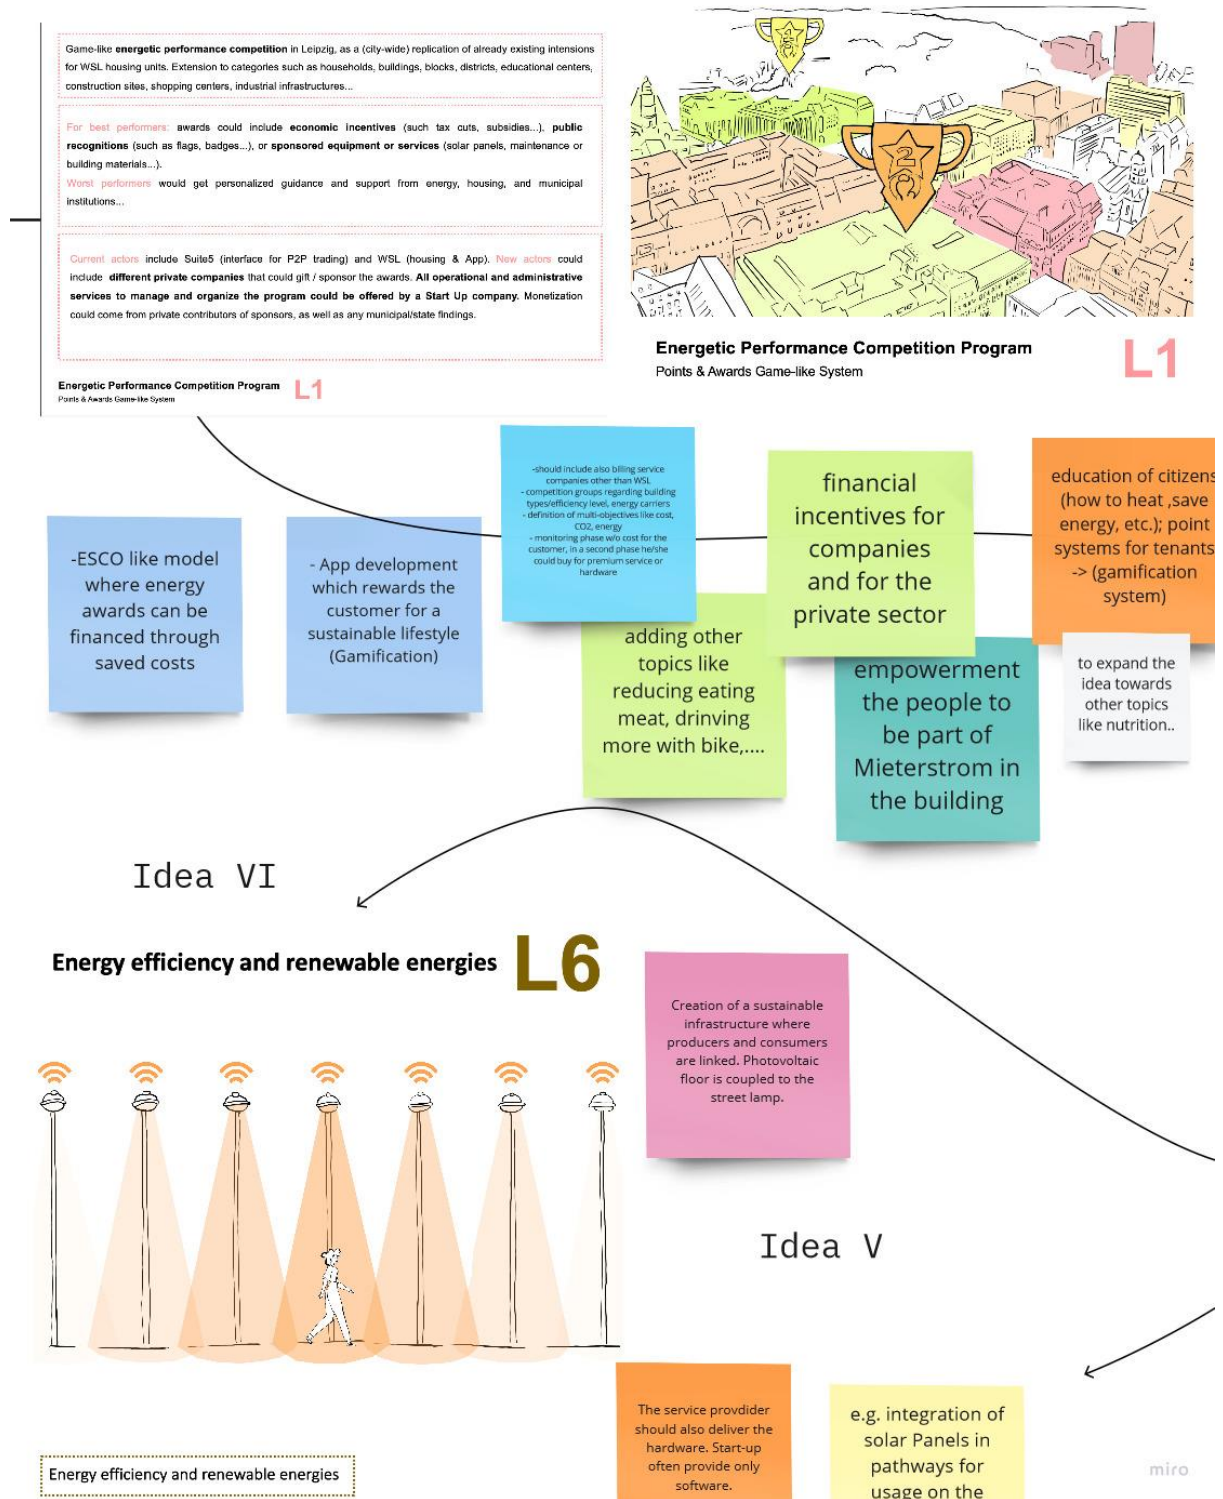 Game-like energetic performance competition in Leipzig, as a (city-wide) replication of already existing intensions
for WSL housing units. Extension to categories such as households, buildings, blocks, districts, educational centers,
construction sites, shopping centers, industrial infrastructures...
For best performers: awards could include economic incentives (such tax cuts, subsidies...), public
recognitions (such as flags, badges...), or sponsored equipment or services (solar panels, maintenance or
building materials...).
Worst performers would get personalized guidance and support from energy, housing, and municipal
institutions...
Current actors include Suite5 (interface for P2P trading) and WSL (housing & App). New actors could
include different private companies that could gift / sponsor the awards. All operational and administrative
services to manage and organize the program could be offered by a Start Up company. Monetization
could come from private contributors of sponsors, as well as any municipal/state findings.
Energetic Performance Competition Program
Points & Awards Game-like System
L1
1
2
Energetic Performance Competition Program
Points & Awards Game-like System
L1
-ESCO like model
where energy
awards can be
financed through
saved costs
- App development
which rewards the
customer for a
sustainable lifestyle
(Gamification)
-should include also billing service
companies other than WSL
- competition groups regarding building
types/efficiency level, energy carriers
- definition of multi-objectives like cost,
CO2, energy
- monitoring phase w/o cost for the
customer, in a second phase he/she
could buy for premium service or
hardware
adding other
topics like
reducing eating
meat, drinving
more with bike,....
financial
incentives for
companies
and for the
private sector
empowerment
the people to
be part of
Mieterstrom in
the building
education of citizens
(how to heat ,save
energy, etc.); point
systems for tenants
-> (gamification
system)
to expand the
idea towards
other topics
like nutrition..
Idea VI
Energy efficiency and renewable energies
L6
Creation of a sustainable
infrastructure where
producers and consumers
are linked. Photovoltaic
floor is coupled to the
street lamp.
Idea V
The service provdider
should also deliver the
hardware. Start-up
often provide only
software.
e.g. integration of
solar Panels in
pathways for
usage on the
Energy efficiency and renewable energies
miro